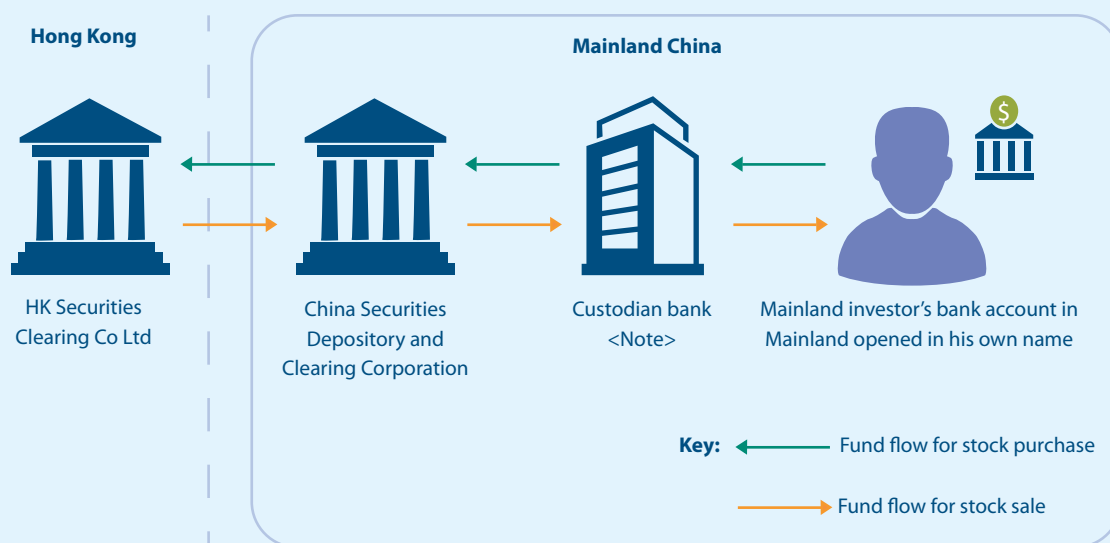 Hong Kong
Mainland China
$
HK Securities
Clearing Co Ltd
China Securities
Depository and
Clearing Corporation
Custodian bank
<Note>
Mainland investor’s bank account in
Mainland opened in his own name
Key:
Fund flow for stock purchase
Fund flow for stock sale